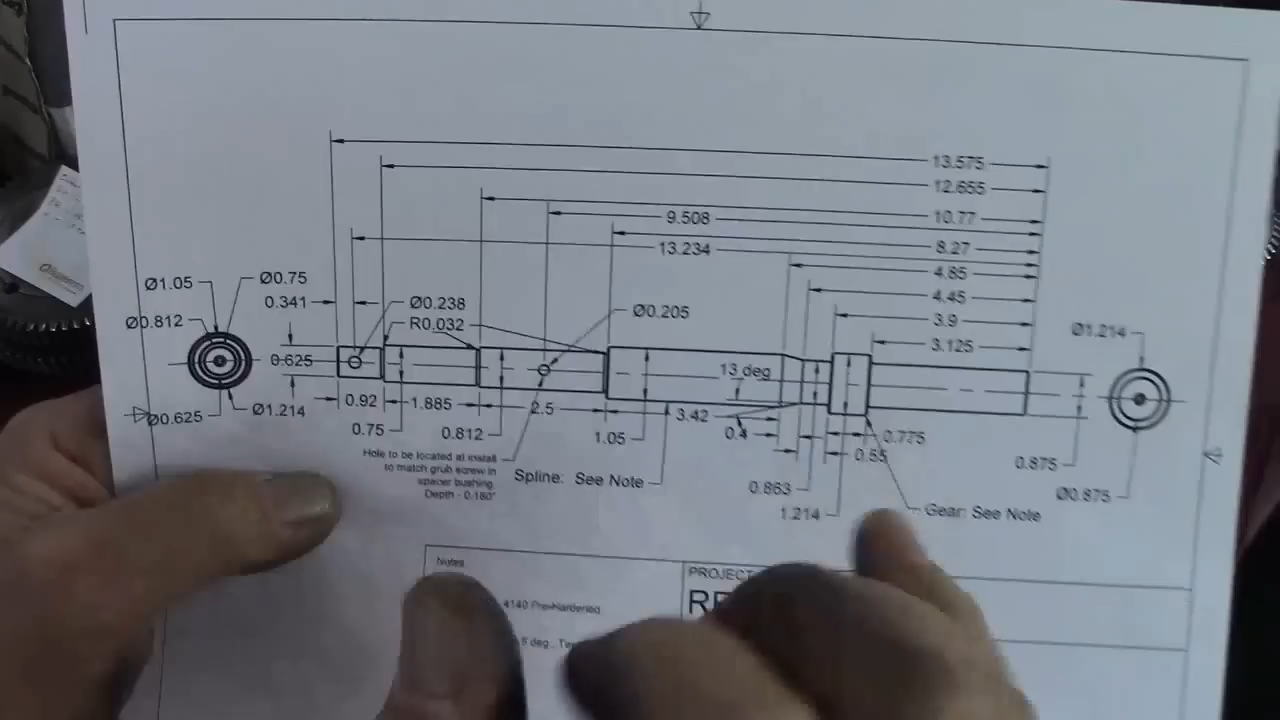 13.575
12.655
9.508
10.77
13.234
8.27
4.85
4.45
3.9
3.125
Ø1.05
Ø0.75
0.341
Ø0.812
Ø0.238
R0.032
Ø0.205
Ø1.214
0.625
13 deg
Ø0.625
Ø1.214
0.92
1.885
2.5
3.42
0.75
0.812
1.05
0.4
0.775
0.55
0.875
Ø0.875
Hole to be located at install
to match grub screw in
spacer bushing.
Depth - 0.180"
Spline: See Note
0.863
1.214
Gear: See Note
Notes
PROJECT
4140 Pre-Hardened